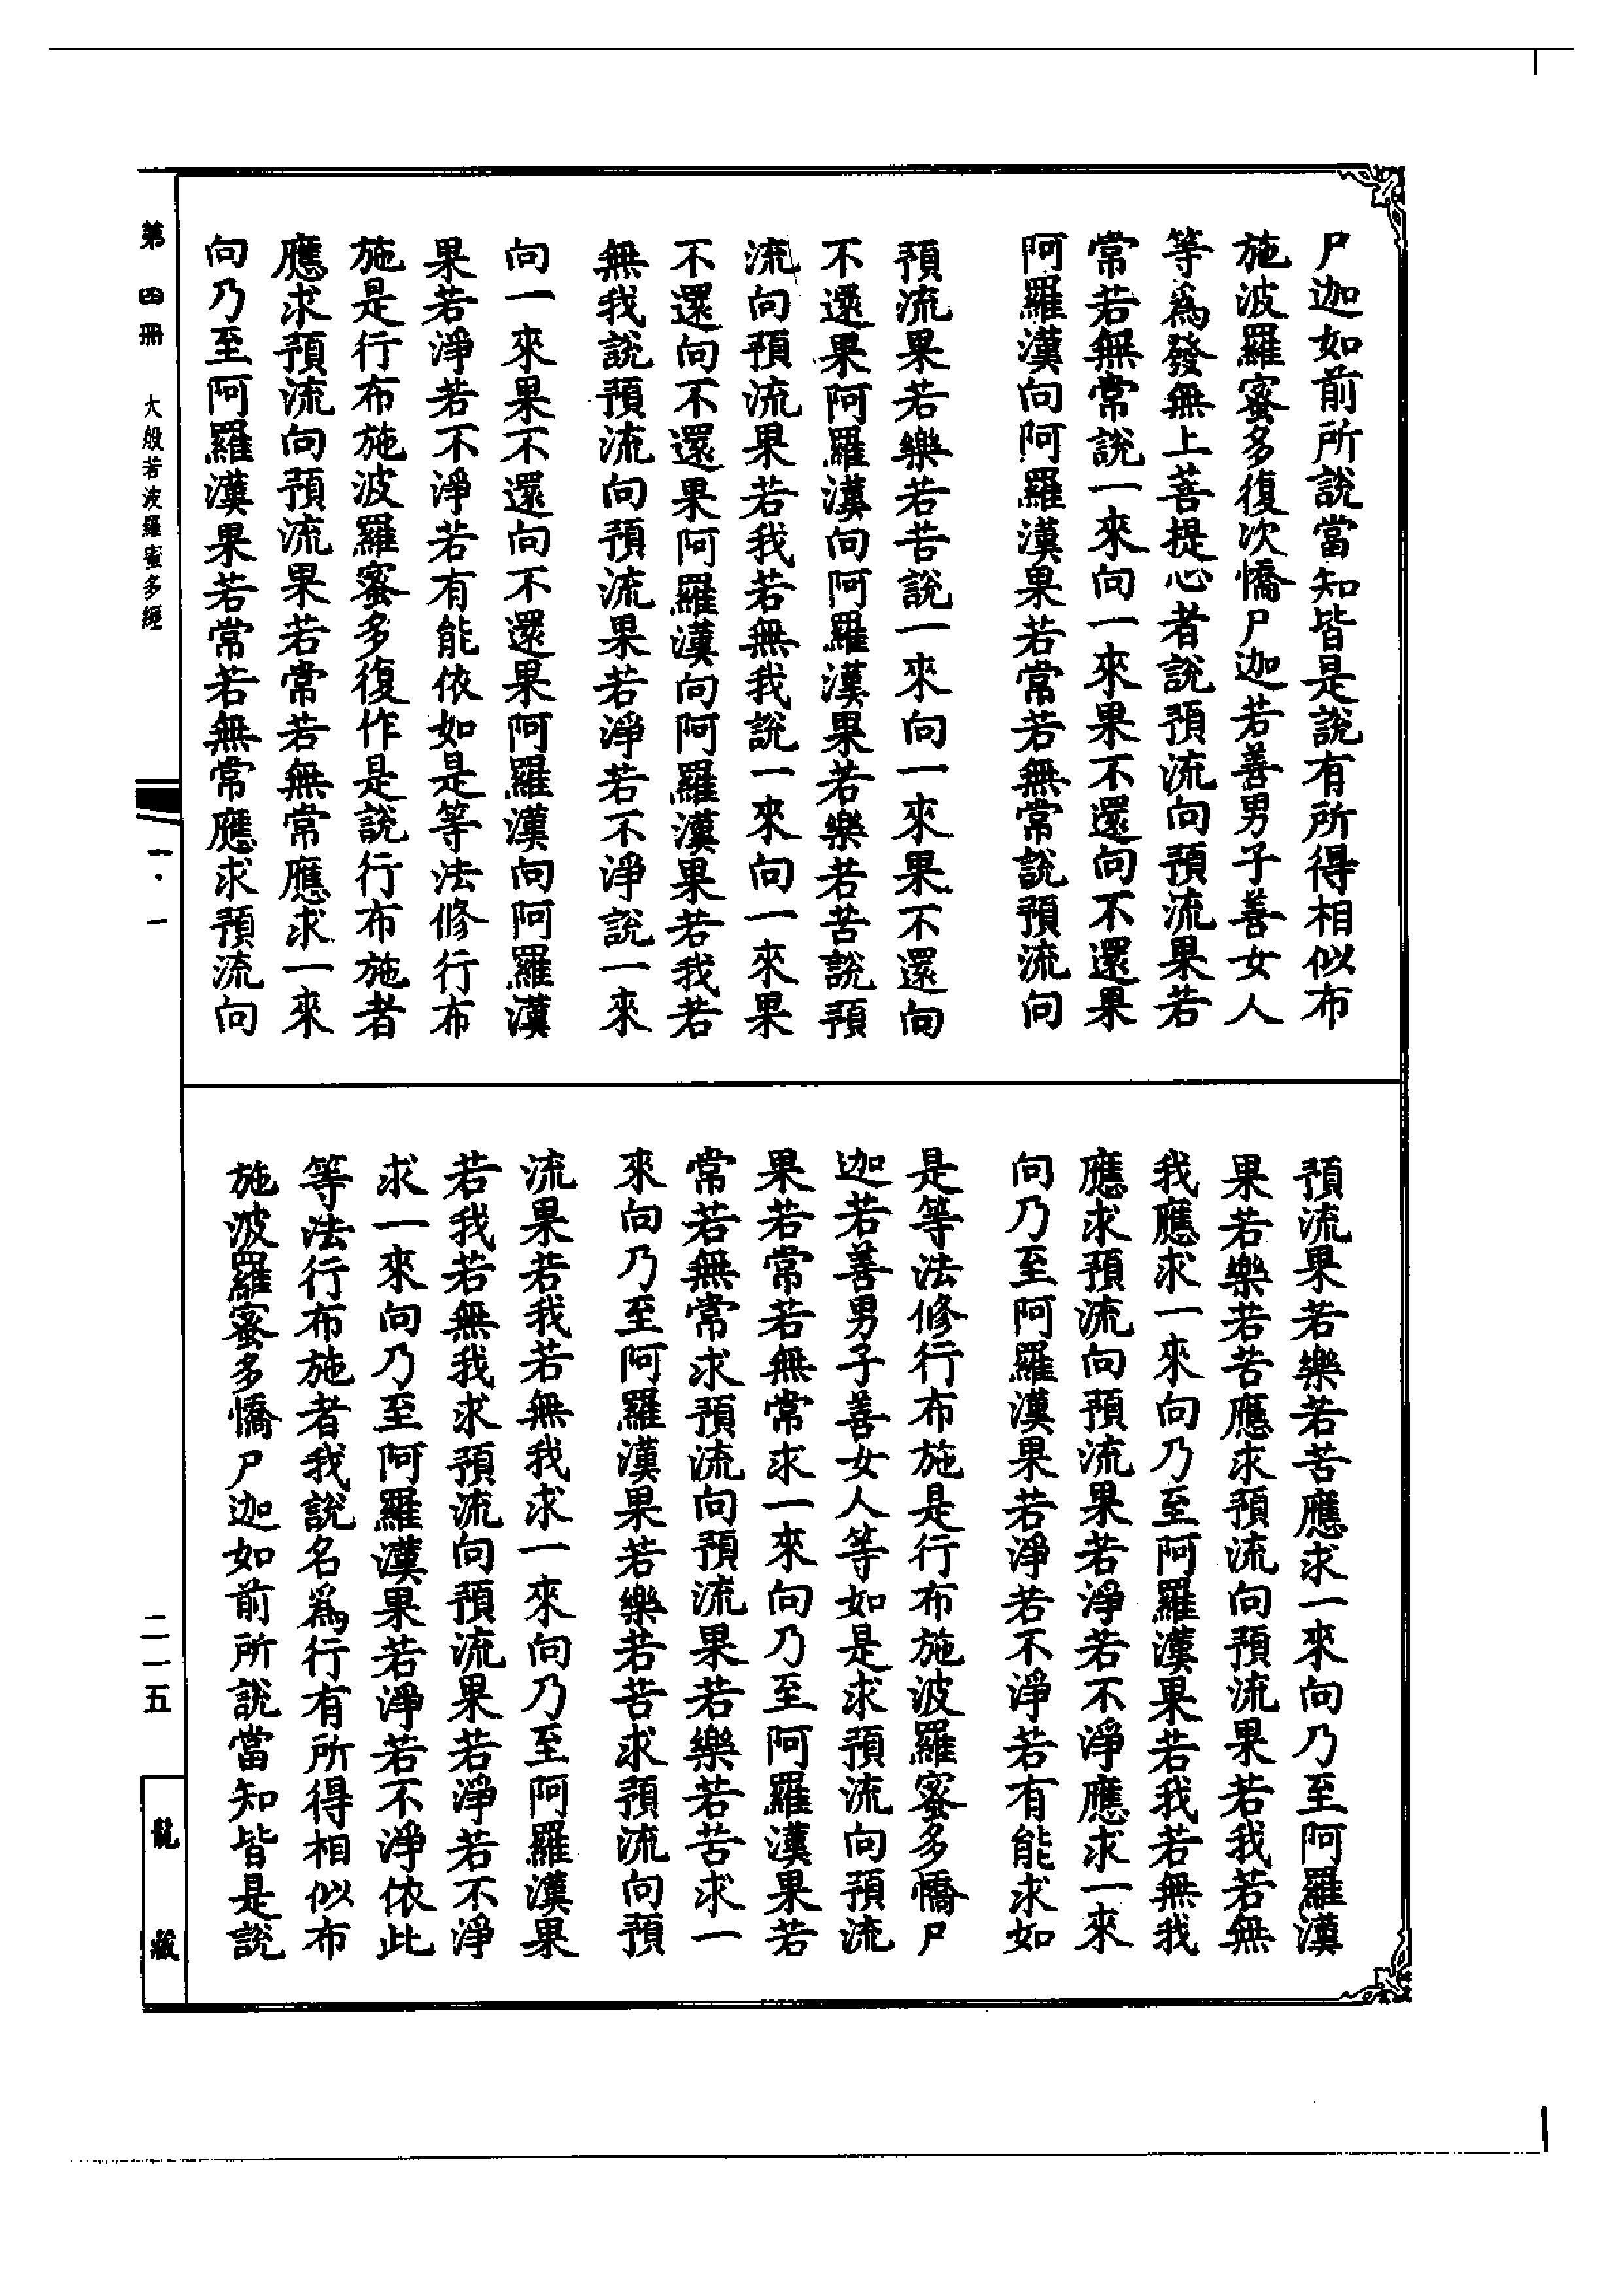 尸迦如前所說當知皆是說有所得相似布
施波羅蜜多復次憍尸迦若善男子善女人
等爲發無上菩提心者說預流向預流果若
常若無常說一來向一來果不還向不還果
阿羅漢向阿羅漢果若常若無常說預流向
預流果若樂若苦說一來向一來果不還向
不還果阿羅漢向阿羅漢果若樂若苦說預
流向預流果若我若無我說一來向一來果
不還向不還果阿羅漢向阿羅漢果若我若
無我說預流向預流果若淨若不淨說一來
向一來果不還向不還果阿羅漢向阿羅漢
果若淨若不淨若有能依如是等法修行布
施是行布施波羅蜜多復作是說行布施者
應求預流向預流果若常若無常應求一來
向乃至阿羅漢果若常若無常應求預流向
預流果若樂若苦應求一來向乃至阿羅漢
果若樂若苦應求預流向預流果若我若無
我應求一來向乃至阿羅漢果若我若無我
應求預流向預流果若淨若不淨應求一來
向乃至阿羅漢果若淨若不淨若有能求如
是等法修行布施是行布施波羅蜜多憍尸
迦若善男子善女人等如是求預流向預流
果若常若無常求一來向乃至阿羅漢果若
常若無常求預流向預流果若樂若苦求一
來向乃至阿羅漢果若樂若苦求預流向預
流果若我若無我求一來向乃至阿羅漢果
若我若無我求預流向預流果若淨若不淨
求一來向乃至阿羅漢果若淨若不淨依此
等法行布施者我說名爲行有所得相似布
施波羅蜜多憍尸迦如前所說當知皆是說
第四冊 大般若波羅蜜多經 一·一 二一五 龍藏